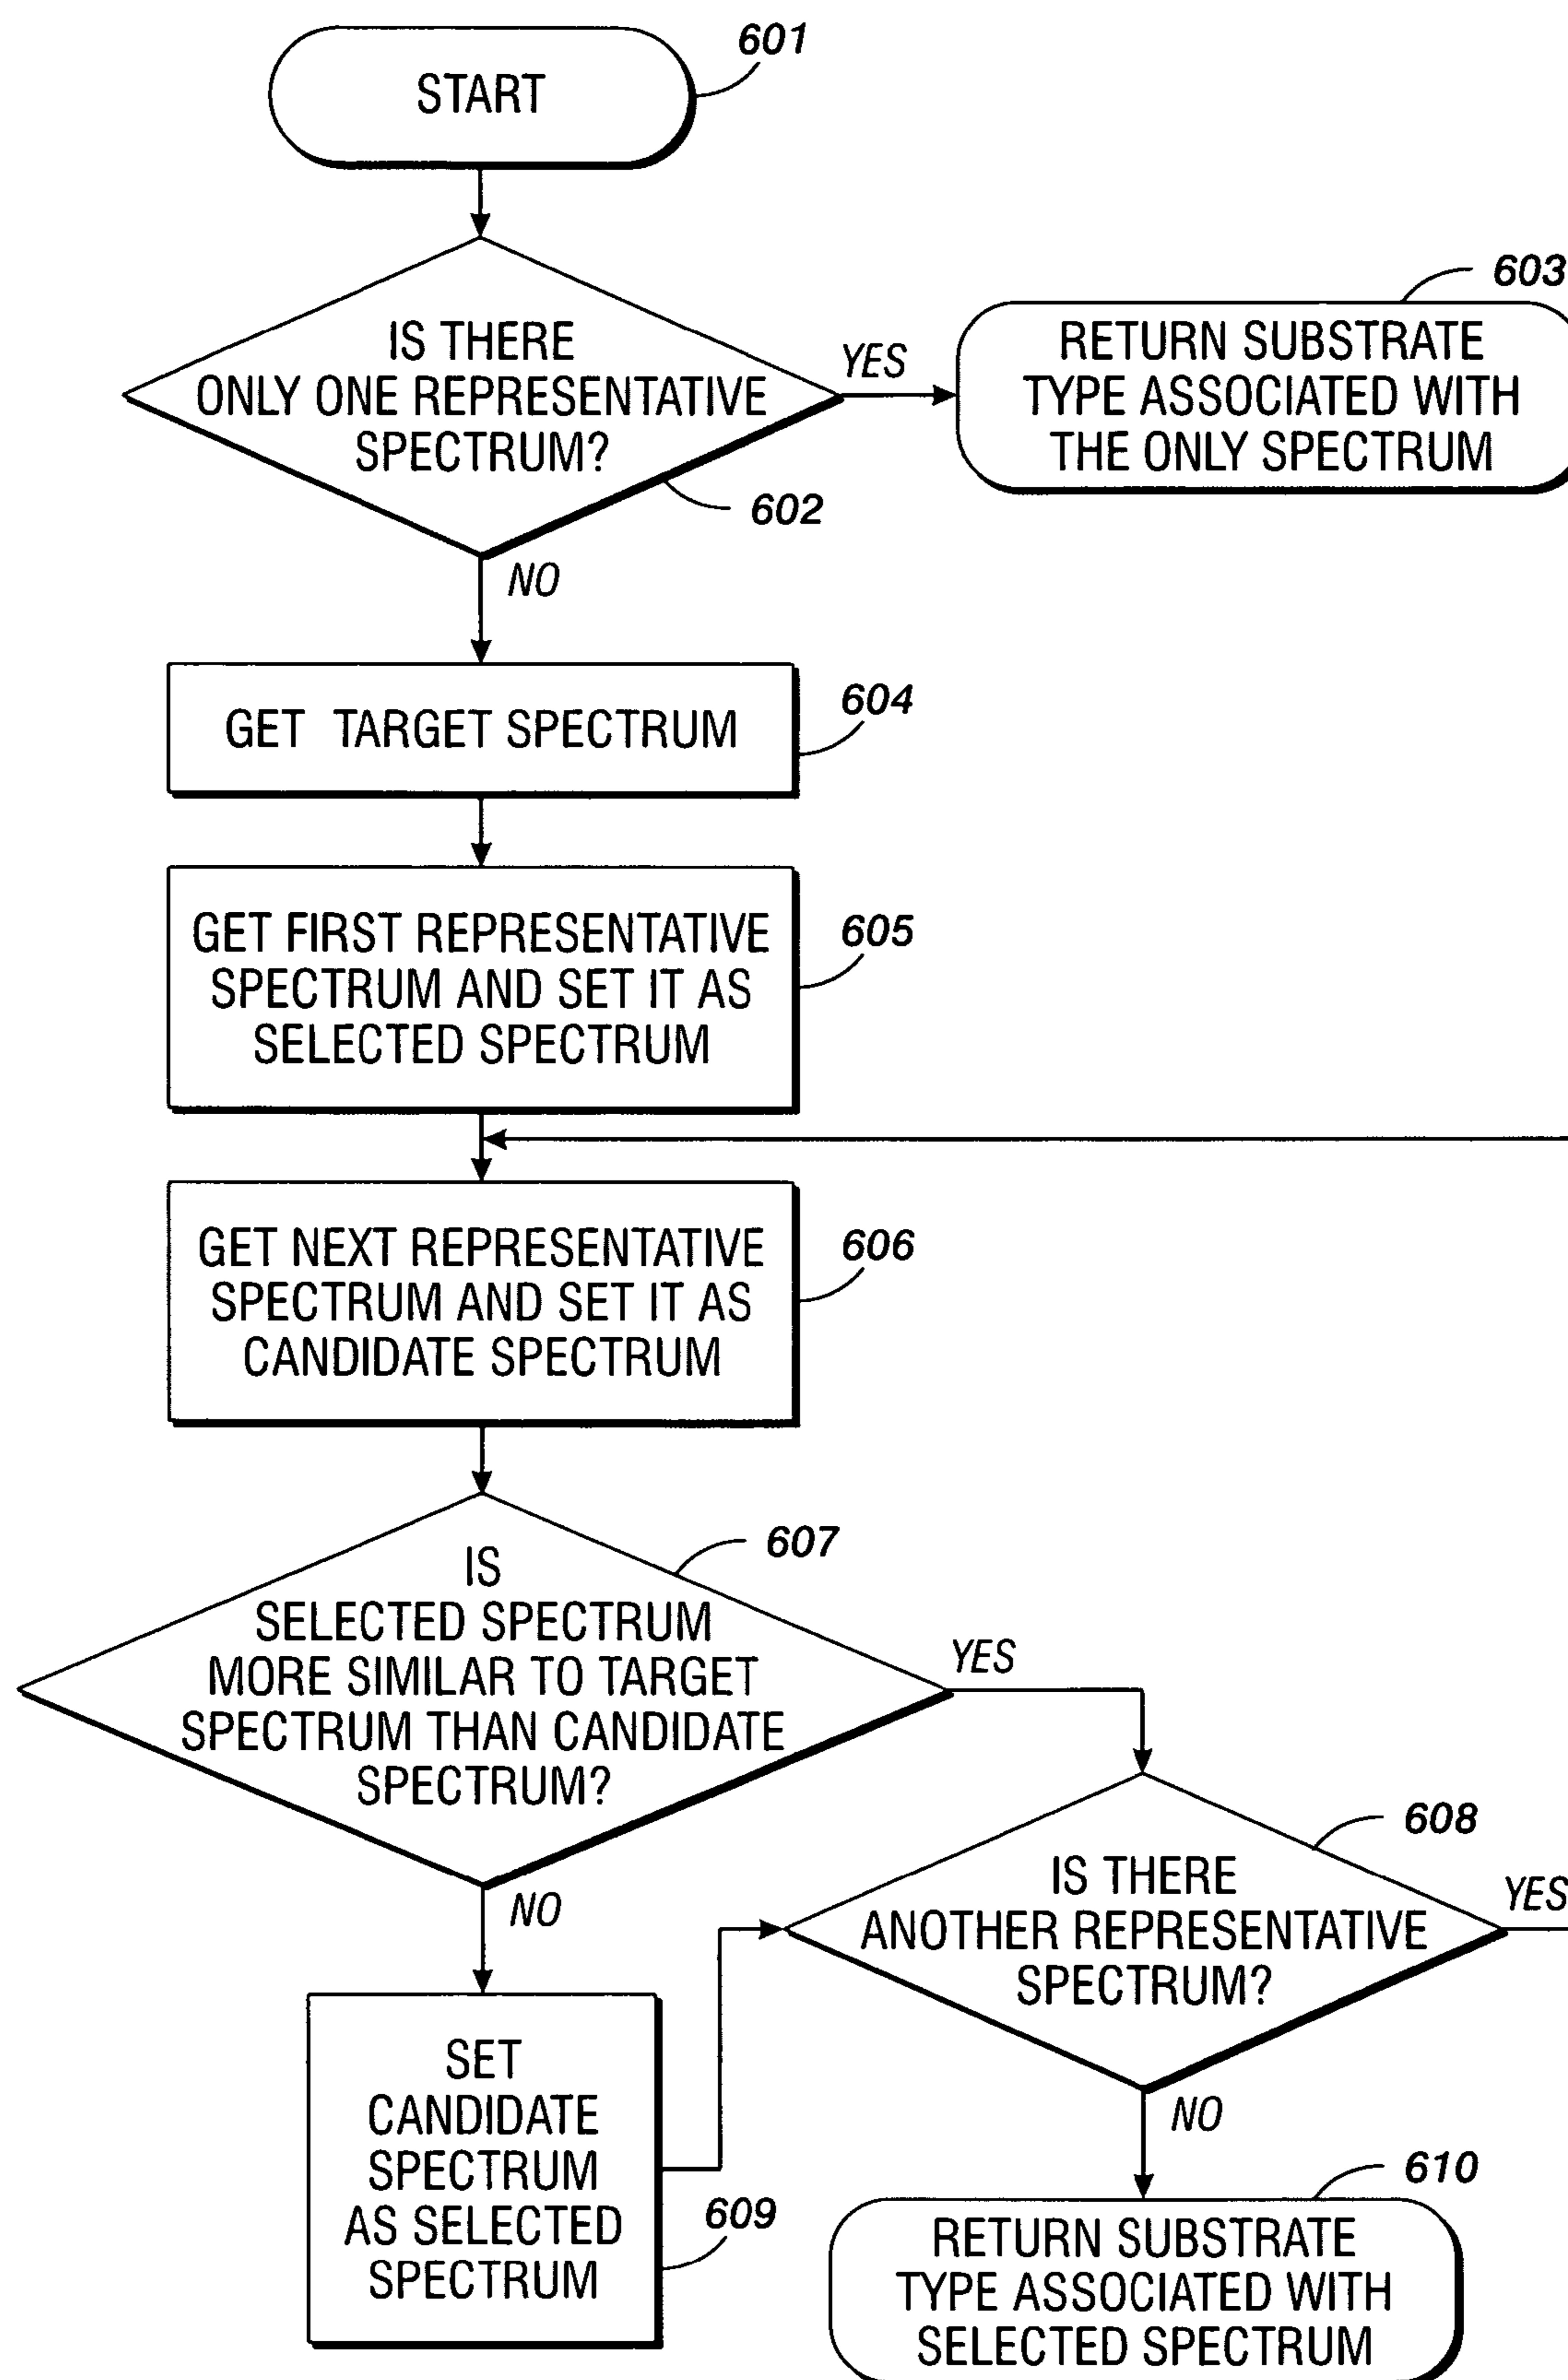 601
START
603
IS THERE
ONLY ONE REPRESENTATIVE
SPECTRUM?
YES
RETURN SUBSTRATE
TYPE ASSOCIATED WITH
THE ONLY SPECTRUM
602
NO
604
GET TARGET SPECTRUM
605
GET FIRST REPRESENTATIVE
SPECTRUM AND SET IT AS
SELECTED SPECTRUM
606
GET NEXT REPRESENTATIVE
SPECTRUM AND SET IT AS
CANDIDATE SPECTRUM
607
IS
SELECTED SPECTRUM
MORE SIMILAR TO TARGET
SPECTRUM THAN CANDIDATE
SPECTRUM?
YES
NO
608
IS THERE
ANOTHER REPRESENTATIVE
SPECTRUM?
YES
NO
SET
CANDIDATE
SPECTRUM
AS SELECTED
SPECTRUM
609
610
RETURN SUBSTRATE
TYPE ASSOCIATED WITH
SELECTED SPECTRUM